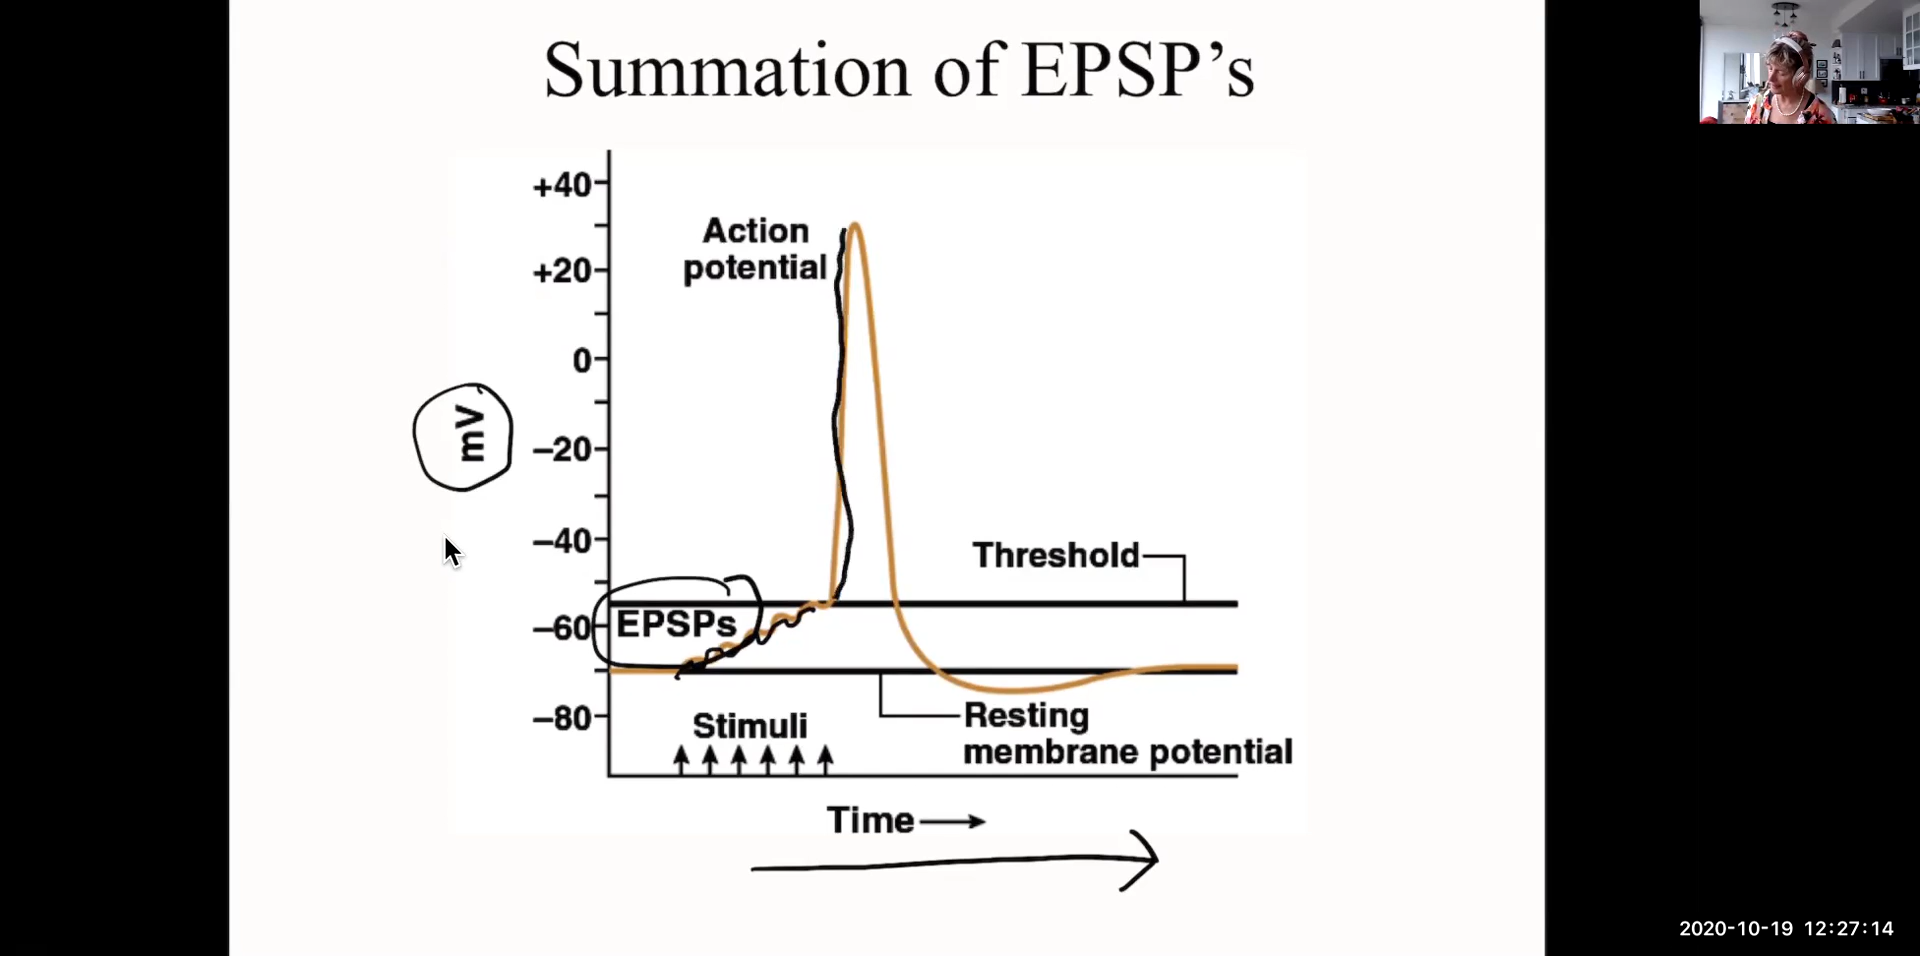 Summation of EPSP's
+40
Action
potential
+20
0
mV
–20
–40
Threshold
EPSPs
–60
–80
Stimuli
Resting
membrane potential
Time
2020-10-19 12:27:14